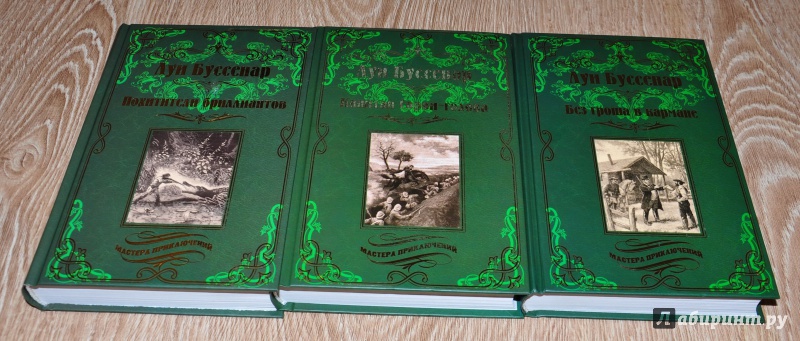 Луи Буссенар
Похитители бриллиантов
МАСТЕРА ПРИКЛЮЧЕНИЙ
Луи Буссенар
МАСТЕРА ПРИКЛЮЧЕНИЙ
Луи Буссенар
Без гроша в кармане
МАСТЕРА ПРИКЛЮЧЕНИЙ
Лабиринт.ру